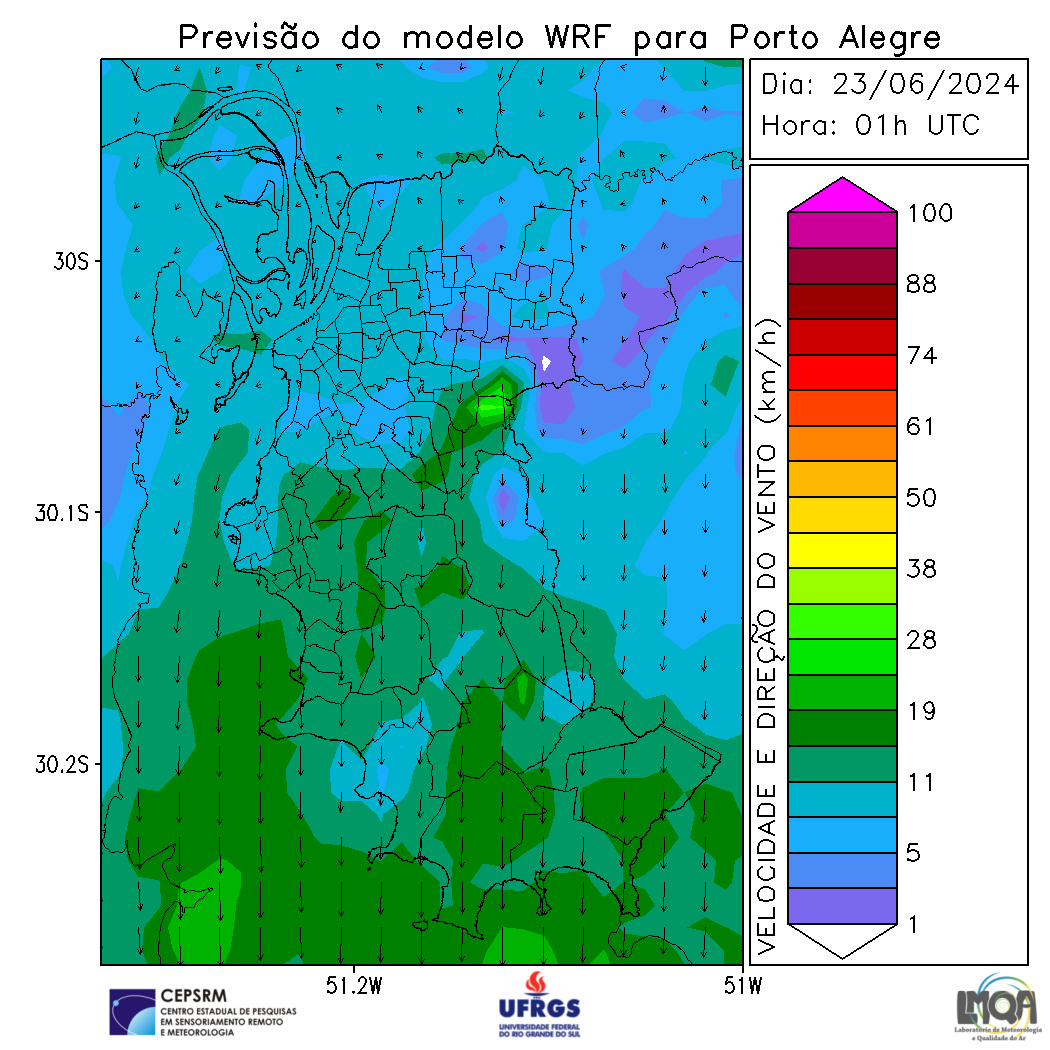 Previsão do modelo WRF para Porto Alegre
Dia: 23/06/2024
Hora: 01h UTC
30S
30.1S
30.2S
51.2W
51W
VELOCIDADE E DIREÇÃO DO VENTO (km/h)
100
88
74
61
50
38
28
19
11
5
1
CEPSRM
CENTRO ESTADUAL DE PESQUISAS
EM SENSORIAMENTO REMOTO
E METEOROLOGIA
UFRGS
UNIVERSIDADE FEDERAL
DO RIO GRANDE DO SUL
LMQA
Laboratório de Meteorologia
e Qualidade do Ar